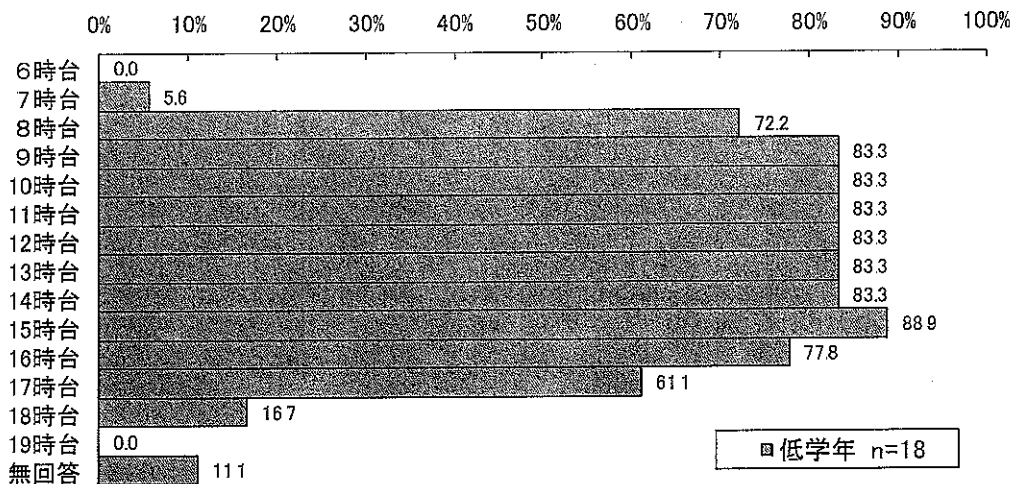 0% 10% 20% 30% 40% 50% 60% 70% 80% 90% 100%
6時台 0.0
7時台 5.6
8時台 72.2
9時台 83.3
10時台 83.3
11時台 83.3
12時台 83.3
13時台 83.3
14時台 83.3
15時台 88.9
16時台 77.8
17時台 61.1
18時台 16.7
19時台 0.0
無回答 11.1
低学年 n=18